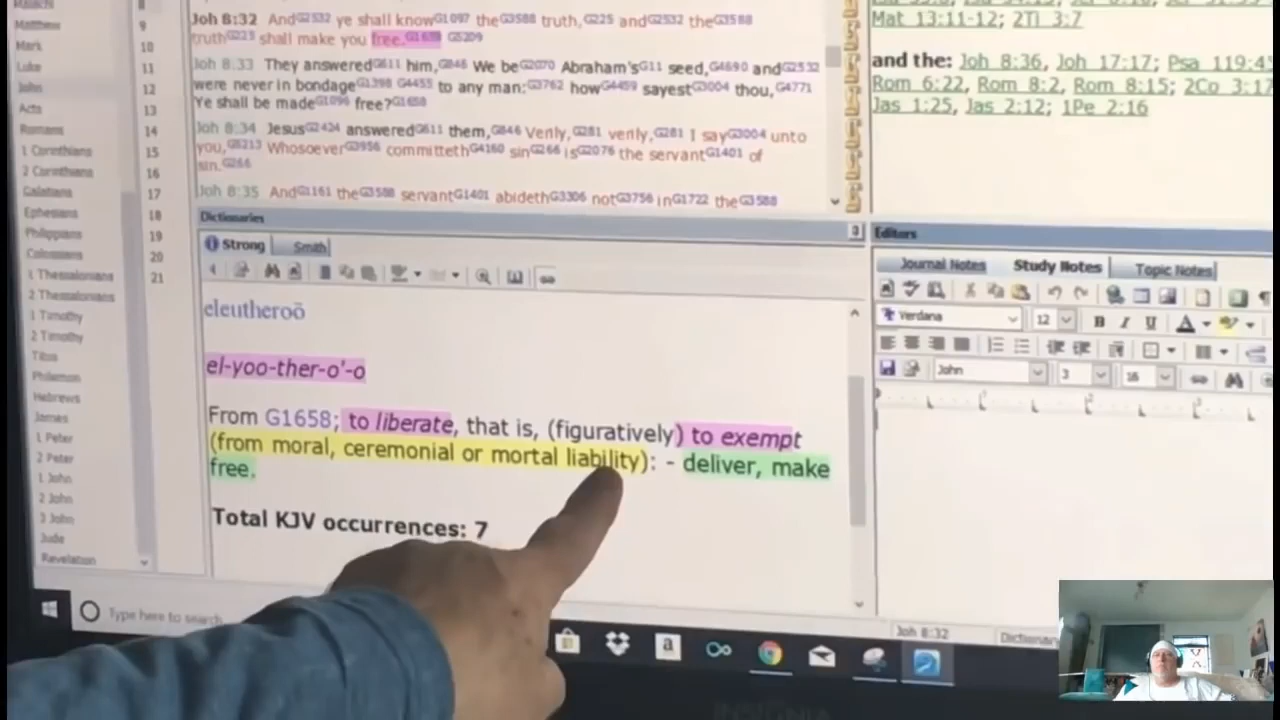 Malachi
Matthew
Mark
Luke
John
Acts
Romans
1 Corinthians
2 Corinthians
Galatians
Ephesians
Philippians
Colossians
1 Thessalonians
2 Thessalonians
1 Timothy
2 Timothy
Titus
Philemon
Hebrews
James
1 Peter
2 Peter
1 John
2 John
3 John
Jude
Revelation
10
11
12
13
14
15
16
17
18
19
20
21
Joh 8:32 And G2532 ye shall know G1097 the G3588 truth, G225 and G2532 the G3588
truth G225 shall make you free. G1659 G5209
Joh 8:33 They answered G611 him, G846 We be G2070 Abraham's G11 seed, G4690 and G2532
were never in bondage G1398 G4455 to any man: G3762 how G4459 sayest G3004 thou, G4771
Ye shall be made G1096 free? G1658
Joh 8:34 Jesus G2424 answered G611 them, G846 Verily, G281 verily, G281 I say G3004 unto
you, G5213 Whosoever G3956 committeth G4160 sin G266 is G2076 the servant G1401 of
sin. G266
Joh 8:35 And G1161 the G3588 servant G1401 abideth G3306 not G3756 in G1722 the G3588
Mat 13:11-12; 2Ti 3:7
and the: Joh 8:36, Joh 17:17; Psa 119:4
Rom 6:22, Rom 8:2, Rom 8:15; 2Co 3:17
Jas 1:25, Jas 2:12; 1Pe 2:16
Dictionaries
Strong Smith
eleutheroō
el-yoo-ther-o'-o
From G1658; to liberate, that is, (figuratively) to exempt
(from moral, ceremonial or mortal liability): - deliver, make
free.
Total KJV occurrences: 7
Editors
Journal Notes Study Notes Topic Notes
Verdana 12 B I U A
John 3 16
Joh 8:32 Dictionar
Type here to search
a
INSIGNIA